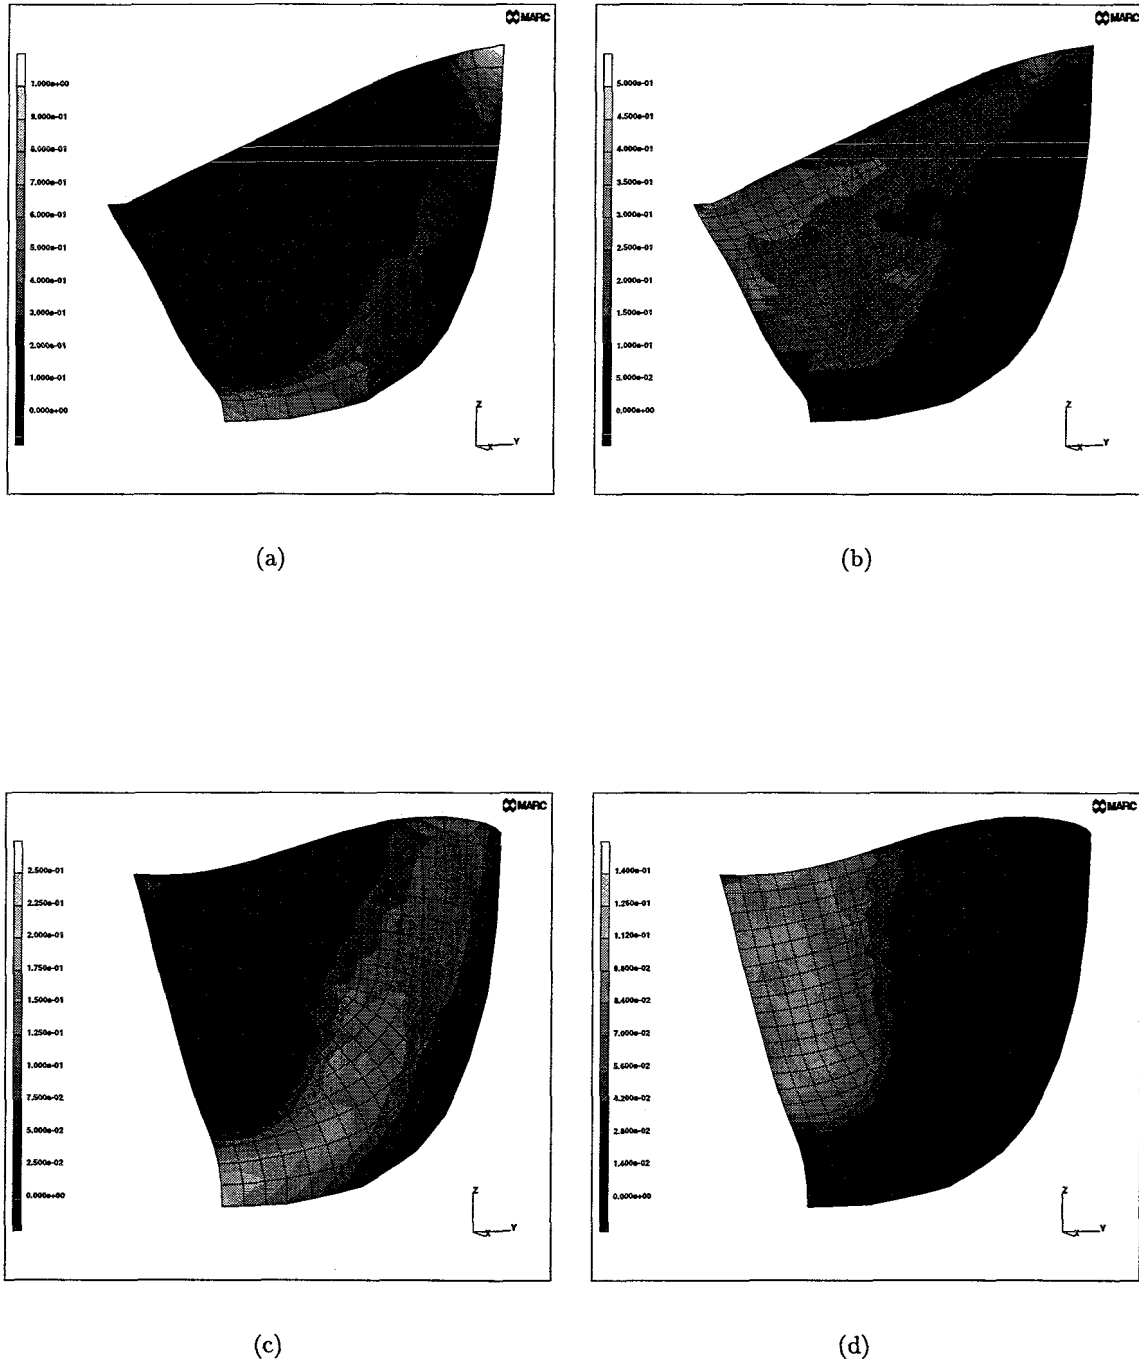 MARC
1.000e+00
9.000e-01
8.000e-01
7.000e-01
6.000e-01
5.000e-01
4.000e-01
3.000e-01
2.000e-01
1.000e-01
0.000e+00
Z
Y
X
(a)
MARC
5.000e-01
4.500e-01
4.000e-01
3.500e-01
3.000e-01
2.500e-01
2.000e-01
1.500e-01
1.000e-01
5.000e-02
0.000e+00
Z
Y
X
(b)
MARC
2.500e-01
2.250e-01
2.000e-01
1.750e-01
1.500e-01
1.250e-01
1.000e-01
7.500e-02
5.000e-02
2.500e-02
0.000e+00
Z
Y
X
(c)
MARC
1.400e-01
1.260e-01
1.120e-01
9.800e-02
8.400e-02
7.000e-02
5.600e-02
4.200e-02
2.800e-02
1.400e-02
0.000e+00
Z
Y
X
(d)